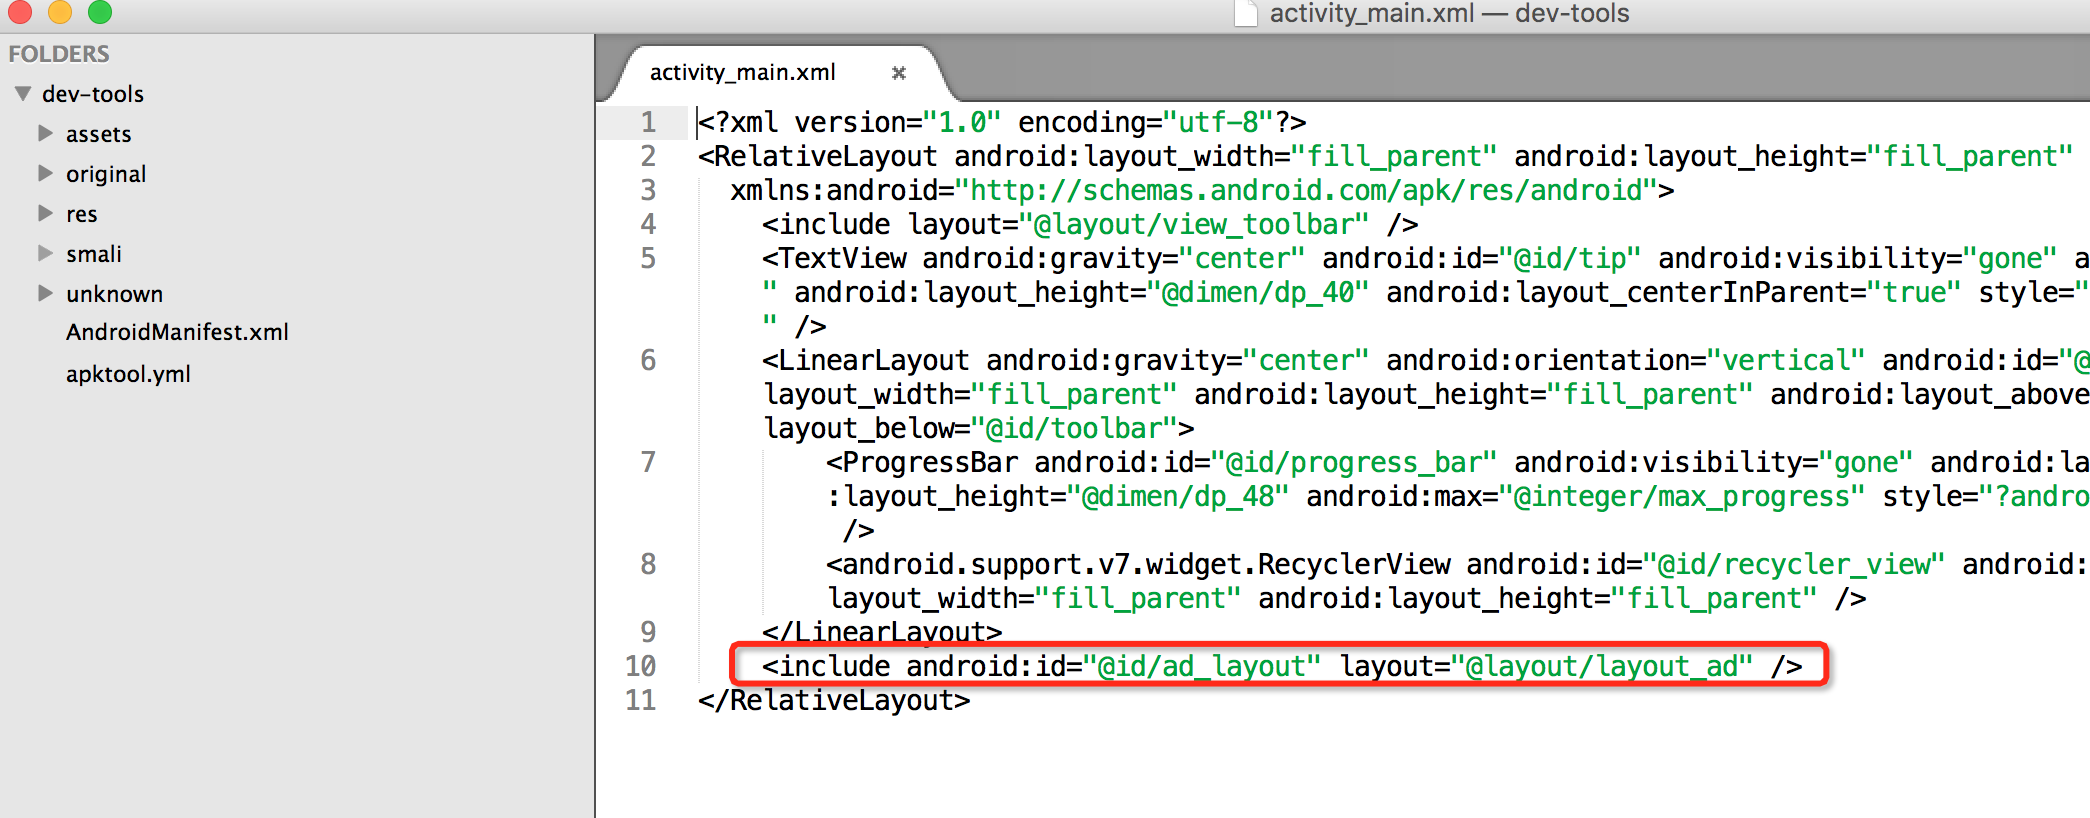 activity_main.xml — dev-tools
FOLDERS
dev-tools
assets
original
res
smali
unknown
AndroidManifest.xml
apktool.yml
activity_main.xml ×
1 <?xml version="1.0" encoding="utf-8"?>
2 <RelativeLayout android:layout_width="fill_parent" android:layout_height="fill_parent"
3 xmlns:android="http://schemas.android.com/apk/res/android">
4 <include layout="@layout/view_toolbar" />
5 <TextView android:gravity="center" android:id="@id/tip" android:visibility="gone" a
" android:layout_height="@dimen/dp_40" android:layout_centerInParent="true" style="
" />
6 <LinearLayout android:gravity="center" android:orientation="vertical" android:id="@
layout_width="fill_parent" android:layout_height="fill_parent" android:layout_above
layout_below="@id/toolbar">
7 <ProgressBar android:id="@id/progress_bar" android:visibility="gone" android:la
:layout_height="@dimen/dp_48" android:max="@integer/max_progress" style="?andro
/>
8 <android.support.v7.widget.RecyclerView android:id="@id/recycler_view" android:
layout_width="fill_parent" android:layout_height="fill_parent" />
9 </LinearLayout>
10 <include android:id="@id/ad_layout" layout="@layout/layout_ad" />
11 </RelativeLayout>